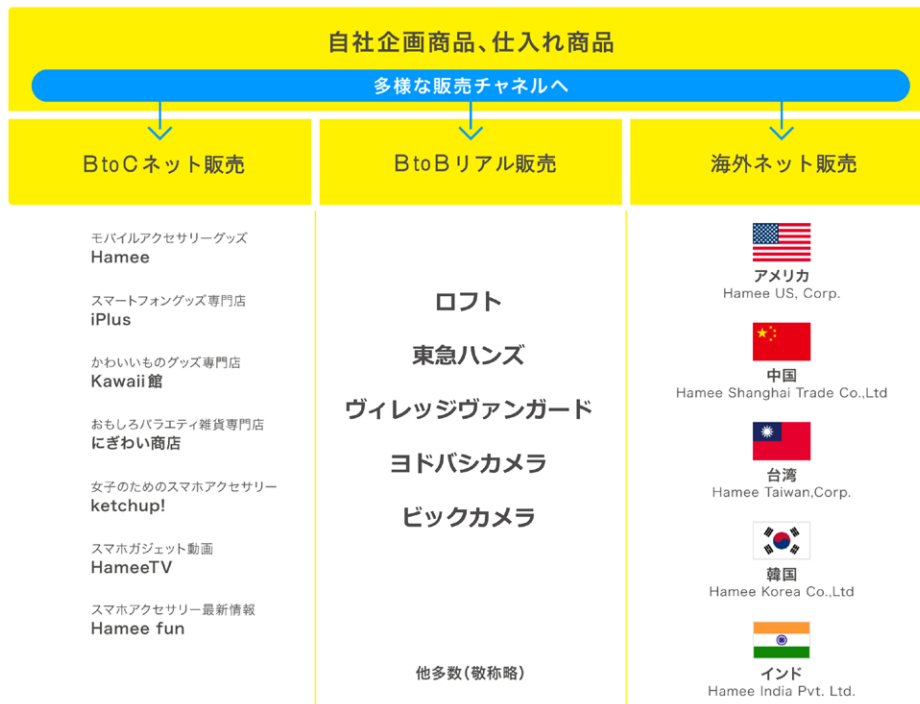 自社企画商品、仕入れ商品
多様な販売チャネルへ
BtoCネット販売
モバイルアクセサリーグッズ
Hamee
スマートフォングッズ専門店
iPlus
かわいいものグッズ専門店
Kawaii館
おもしろバラエティ雑貨専門店
にぎわい商店
女子のためのスマホアクセサリー
ketchup!
スマホガジェット動画
HameeTV
スマホアクセサリー最新情報
Hamee fun
BtoBリアル販売
ロフト
東急ハンズ
ヴィレッジヴァンガード
ヨドバシカメラ
ビックカメラ
他多数(敬称略)
海外ネット販売
アメリカ
Hamee US, Corp.
中国
Hamee Shanghai Trade Co.,Ltd
台湾
Hamee Taiwan,Corp.
韓国
Hamee Korea Co.,Ltd
インド
Hamee India Pvt. Ltd.